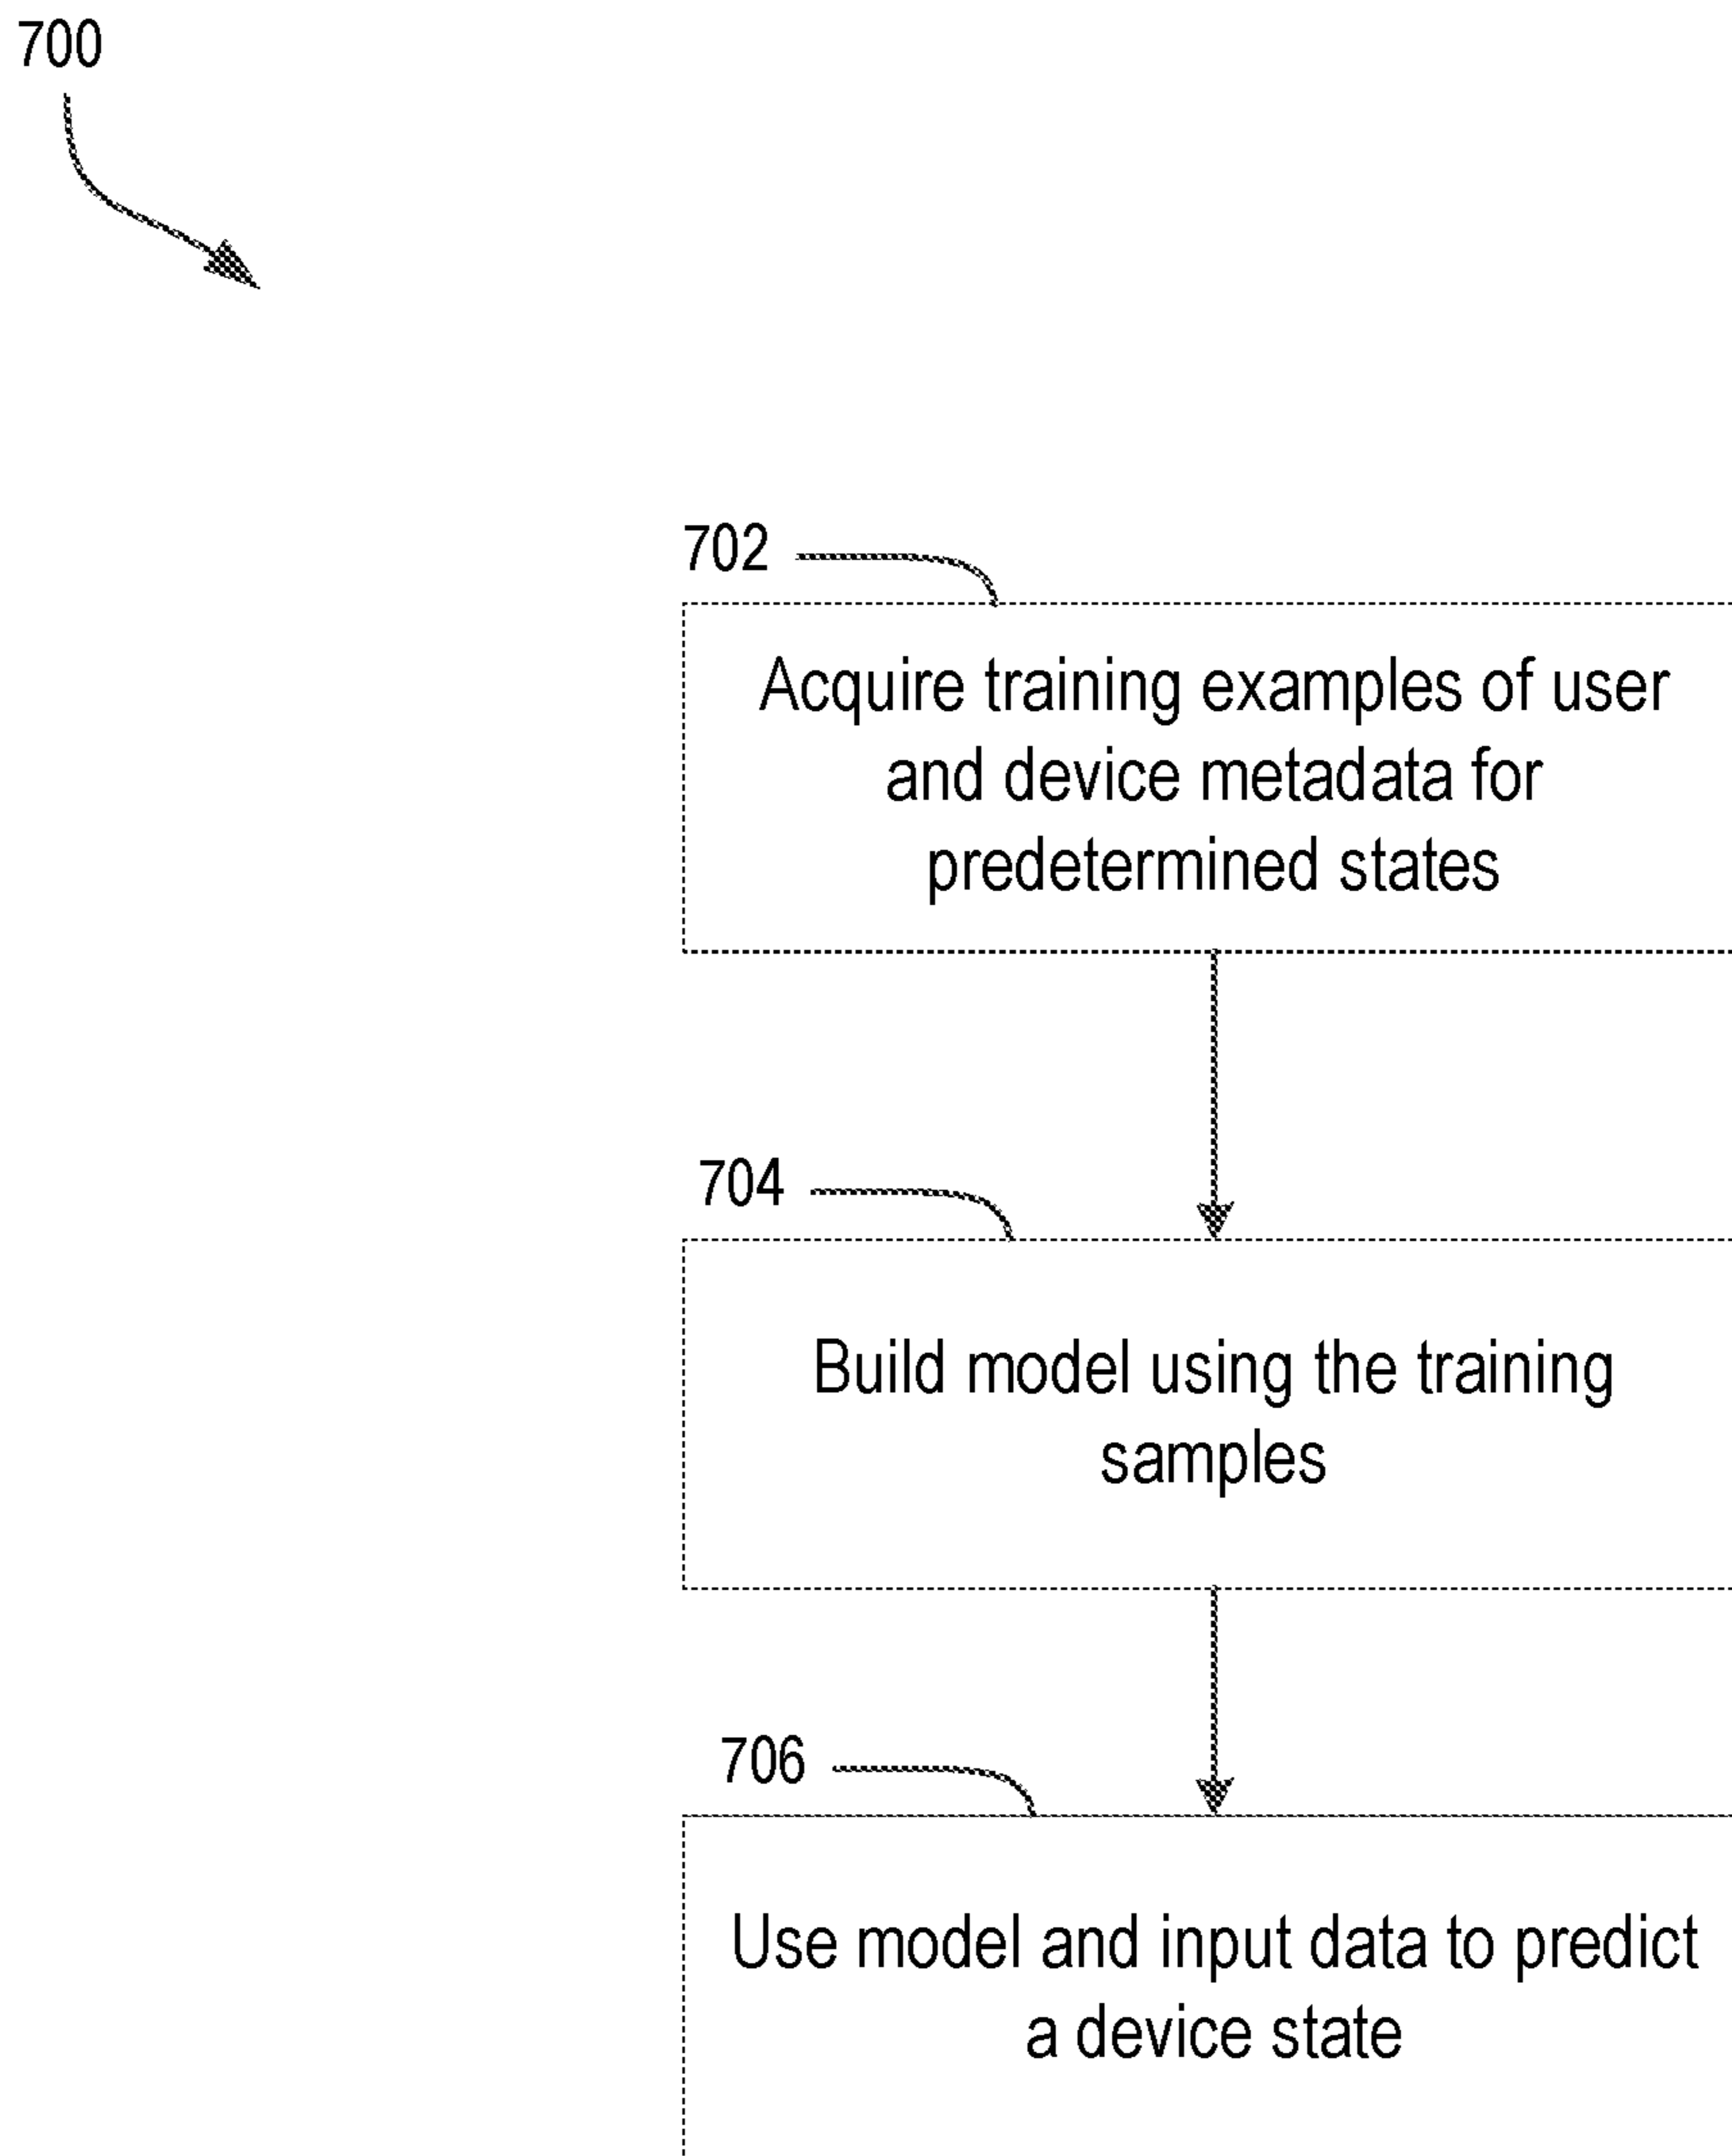 700
702
Acquire training examples of user
and device metadata for
predetermined states
704
Build model using the training
samples
706
Use model and input data to predict
a device state